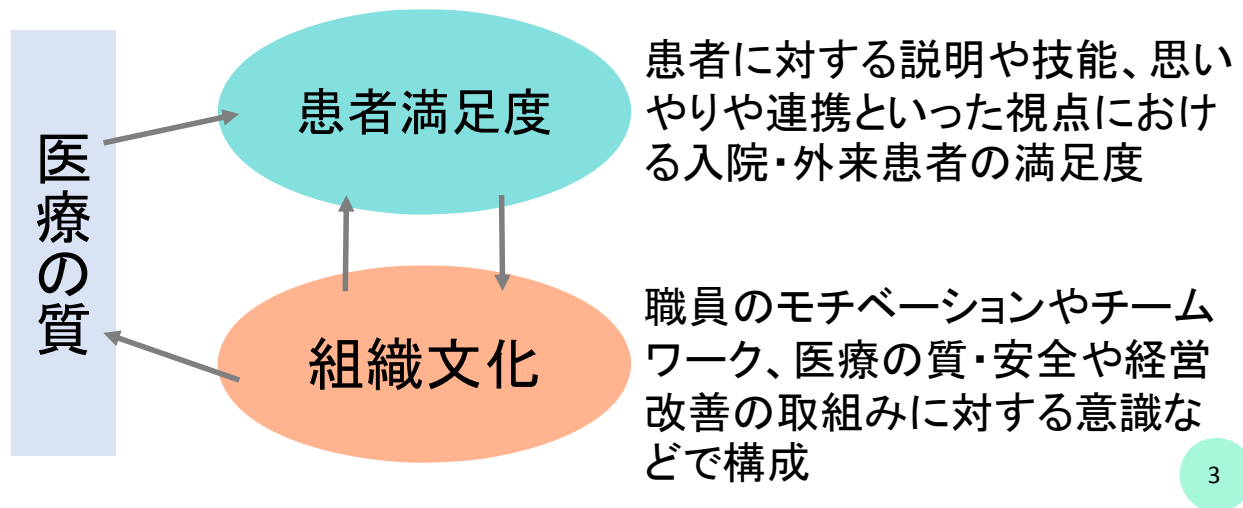 医療の質
患者満足度
患者に対する説明や技能、思い
やりや連携といった視点におけ
る入院・外来患者の満足度
組織文化
職員のモチベーションやチーム
ワーク、医療の質・安全や経営
改善の取組みに対する意識な
どで構成
3